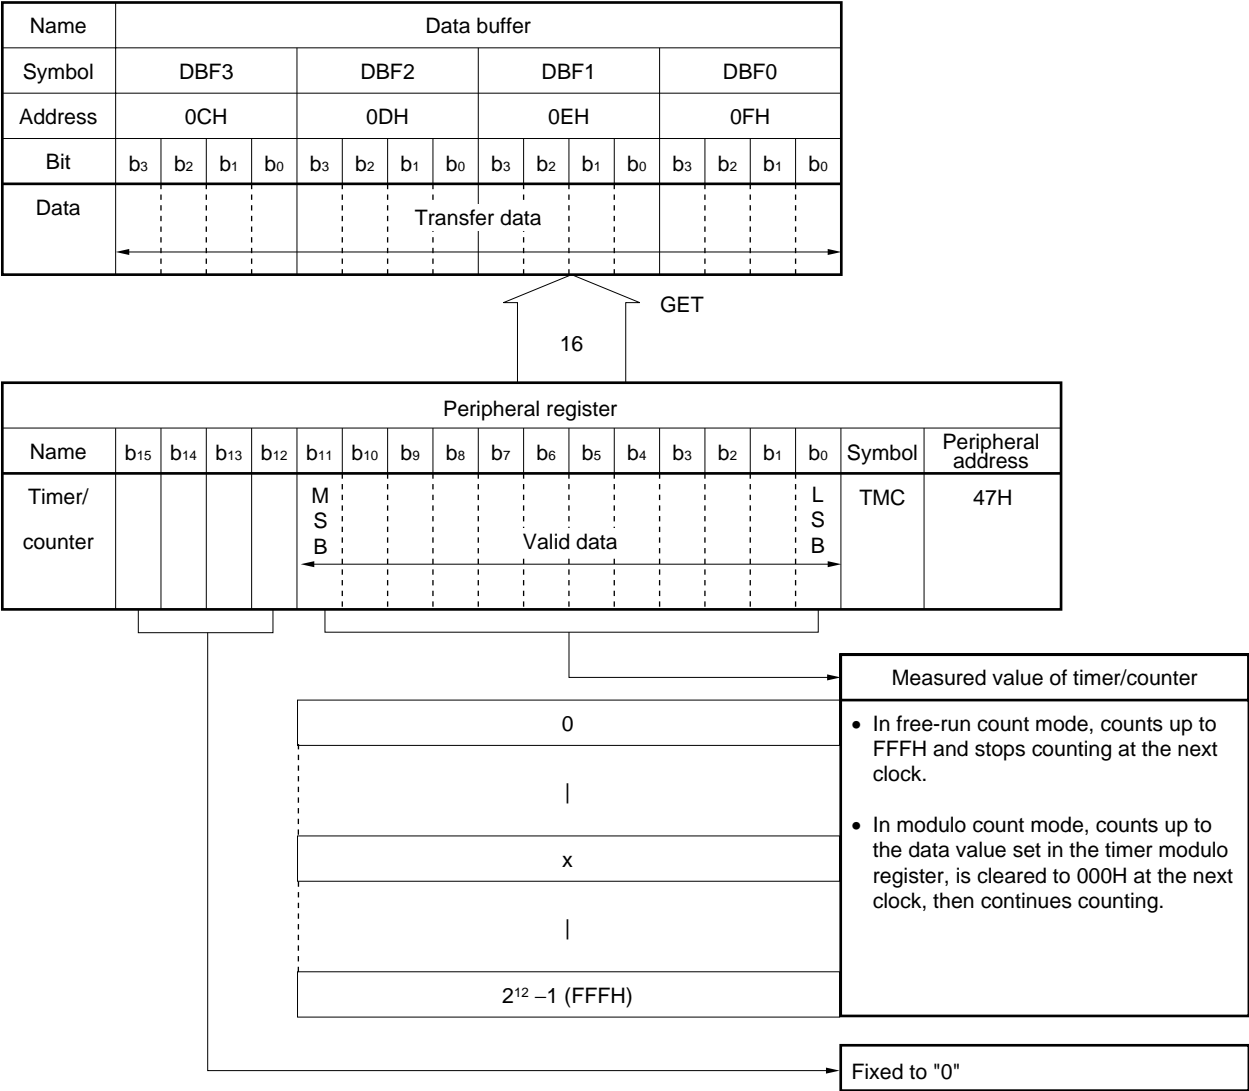 Name Data buffer
Symbol DBF3 DBF2 DBF1 DBF0
Address 0CH 0DH 0EH 0FH
Bit b3 b2 b1 b0 b3 b2 b1 b0 b3 b2 b1 b0 b3 b2 b1 b0
Data Transfer data
GET
16
Peripheral register
Name b15 b14 b13 b12 b11 b10 b9 b8 b7 b6 b5 b4 b3 b2 b1 b0 Symbol Peripheral address
Timer/ counter MSB Valid data LSB TMC 47H
Measured value of timer/counter
0
• In free-run count mode, counts up to
FFFH and stops counting at the next
clock.
|
• In modulo count mode, counts up to
the data value set in the timer modulo
register, is cleared to 000H at the next
clock, then continues counting.
x
|
2¹² –1 (FFFH)
Fixed to "0"